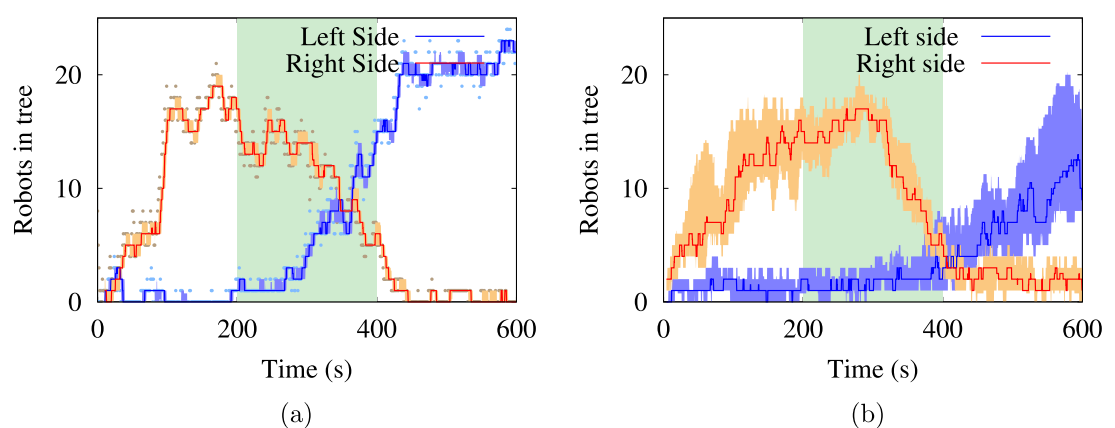 Left Side
Right Side
Robots in tree
20
10
0
0 200 400 600
Time (s)
(a)
Left side
Right side
Robots in tree
20
10
0
0 200 400 600
Time (s)
(b)